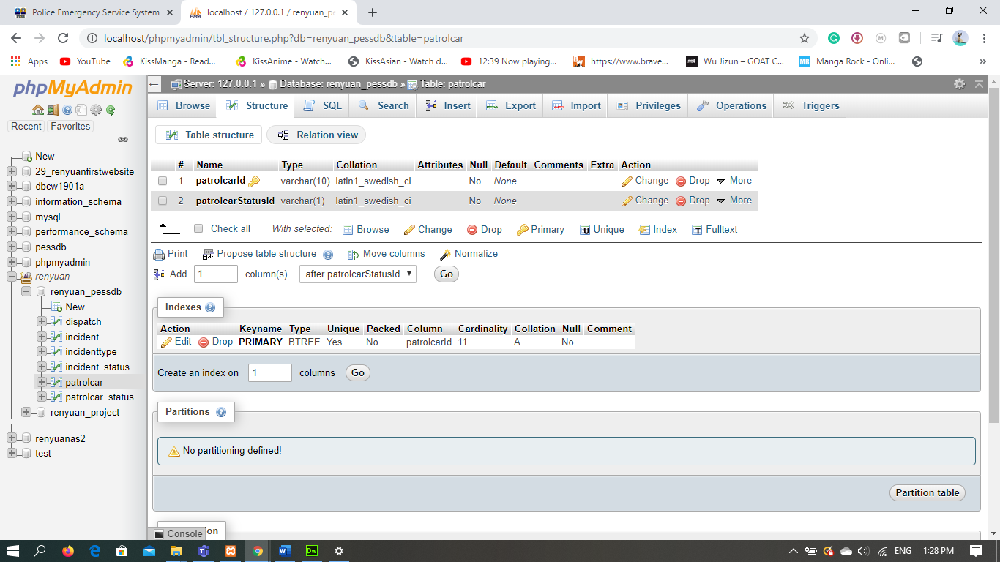 Police Emergency Service System
localhost / 127.0.0.1 / renyuan_pe
localhost/phpmyadmin/tbl_structure.php?db=renyuan_pessdb&table=patrolcar
Apps
YouTube
KissManga - Read...
KissAnime - Watch...
KissAsian - Watch d...
12:39 Now playing...
https://www.brave...
Wu Jizun – GOAT C...
Manga Rock - Onli...
phpMyAdmin
Recent Favorites
New
29_renyuanfirstwebsite
dbcw1901a
information_schema
mysql
performance_schema
pessdb
phpmyadmin
renyuan
renyuan_pessdb
New
dispatch
incident
incidenttype
incident_status
patrolcar
patrolcar_status
renyuan_project
renyuanas2
test
Server: 127.0.0.1 » Database: renyuan_pessdb » Table: patrolcar
Browse Structure SQL Search Insert Export Import Privileges Operations Triggers
Table structure Relation view
# Name Type Collation Attributes Null Default Comments Extra Action
1 patrolcarId varchar(10) latin1_swedish_ci No None Change Drop More
2 patrolcarStatusId varchar(1) latin1_swedish_ci No None Change Drop More
Check all With selected: Browse Change Drop Primary Unique Index Fulltext
Print Propose table structure Move columns Normalize
Add 1 column(s) after patrolcarStatusId Go
Indexes
Action Keyname Type Unique Packed Column Cardinality Collation Null Comment
Edit Drop PRIMARY BTREE Yes No patrolcarId 11 A No
Create an index on 1 columns Go
Partitions
No partitioning defined!
Partition table
Console
ENG 1:28 PM